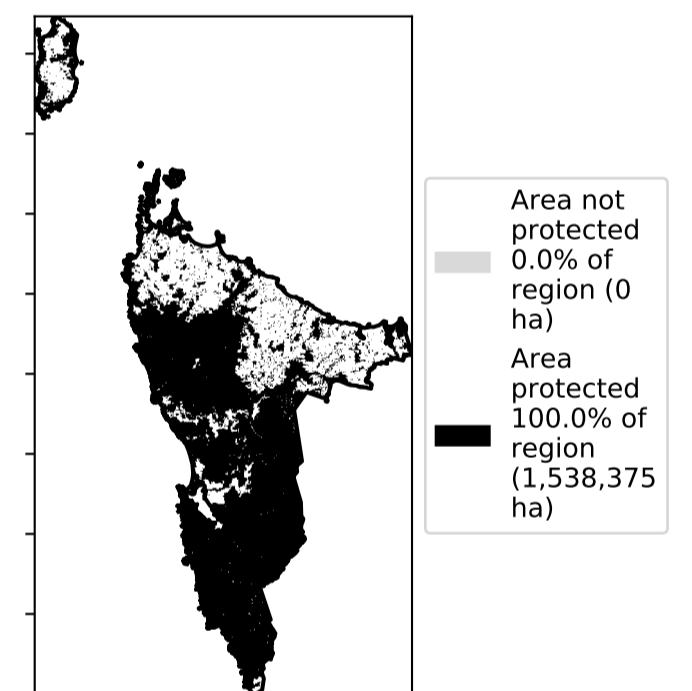 Area not
protected
0.0% of
region (0
ha)
Area
protected
100.0% of
region
(1,538,375
ha)